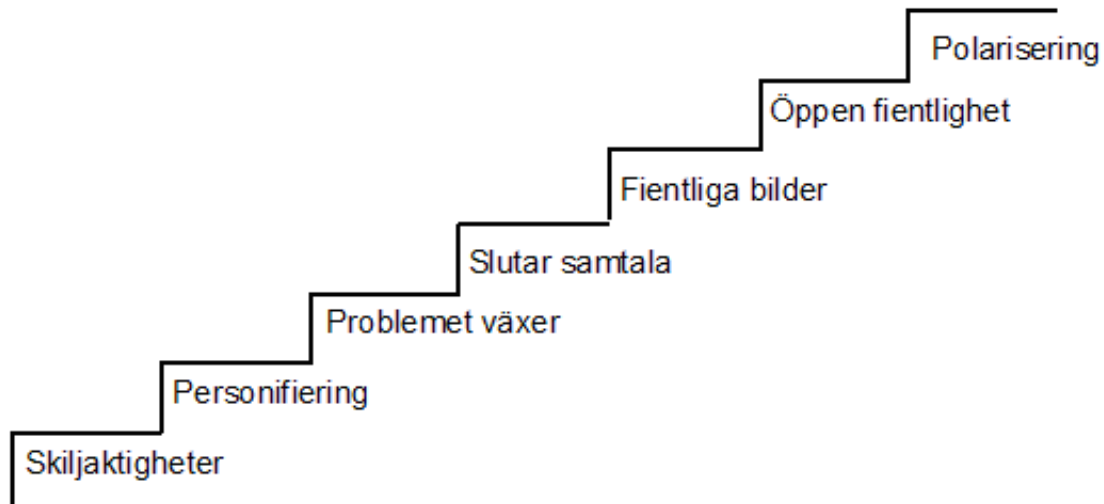 Polarisering
Öppen fientlighet
Fientliga bilder
Slutar samtala
Problemet växer
Personifiering
Skiljaktigheter